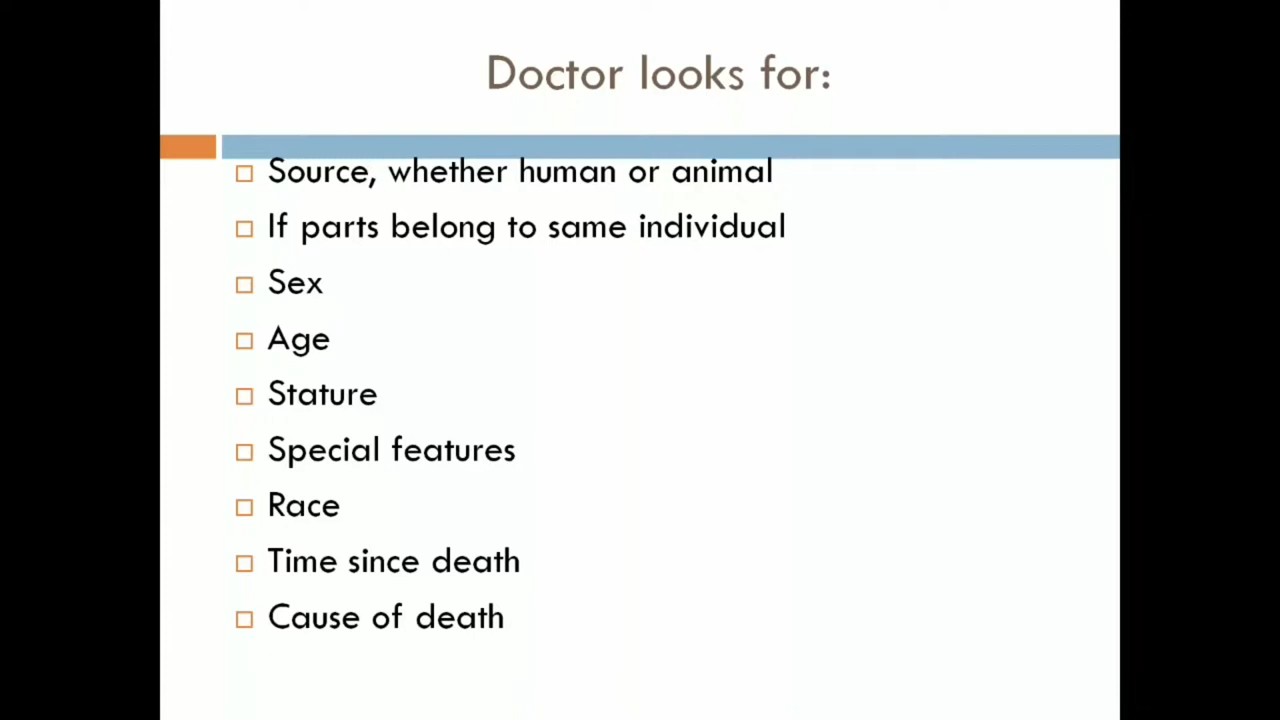 Doctor looks for:
Source, whether human or animal
If parts belong to same individual
Sex
Age
Stature
Special features
Race
Time since death
Cause of death